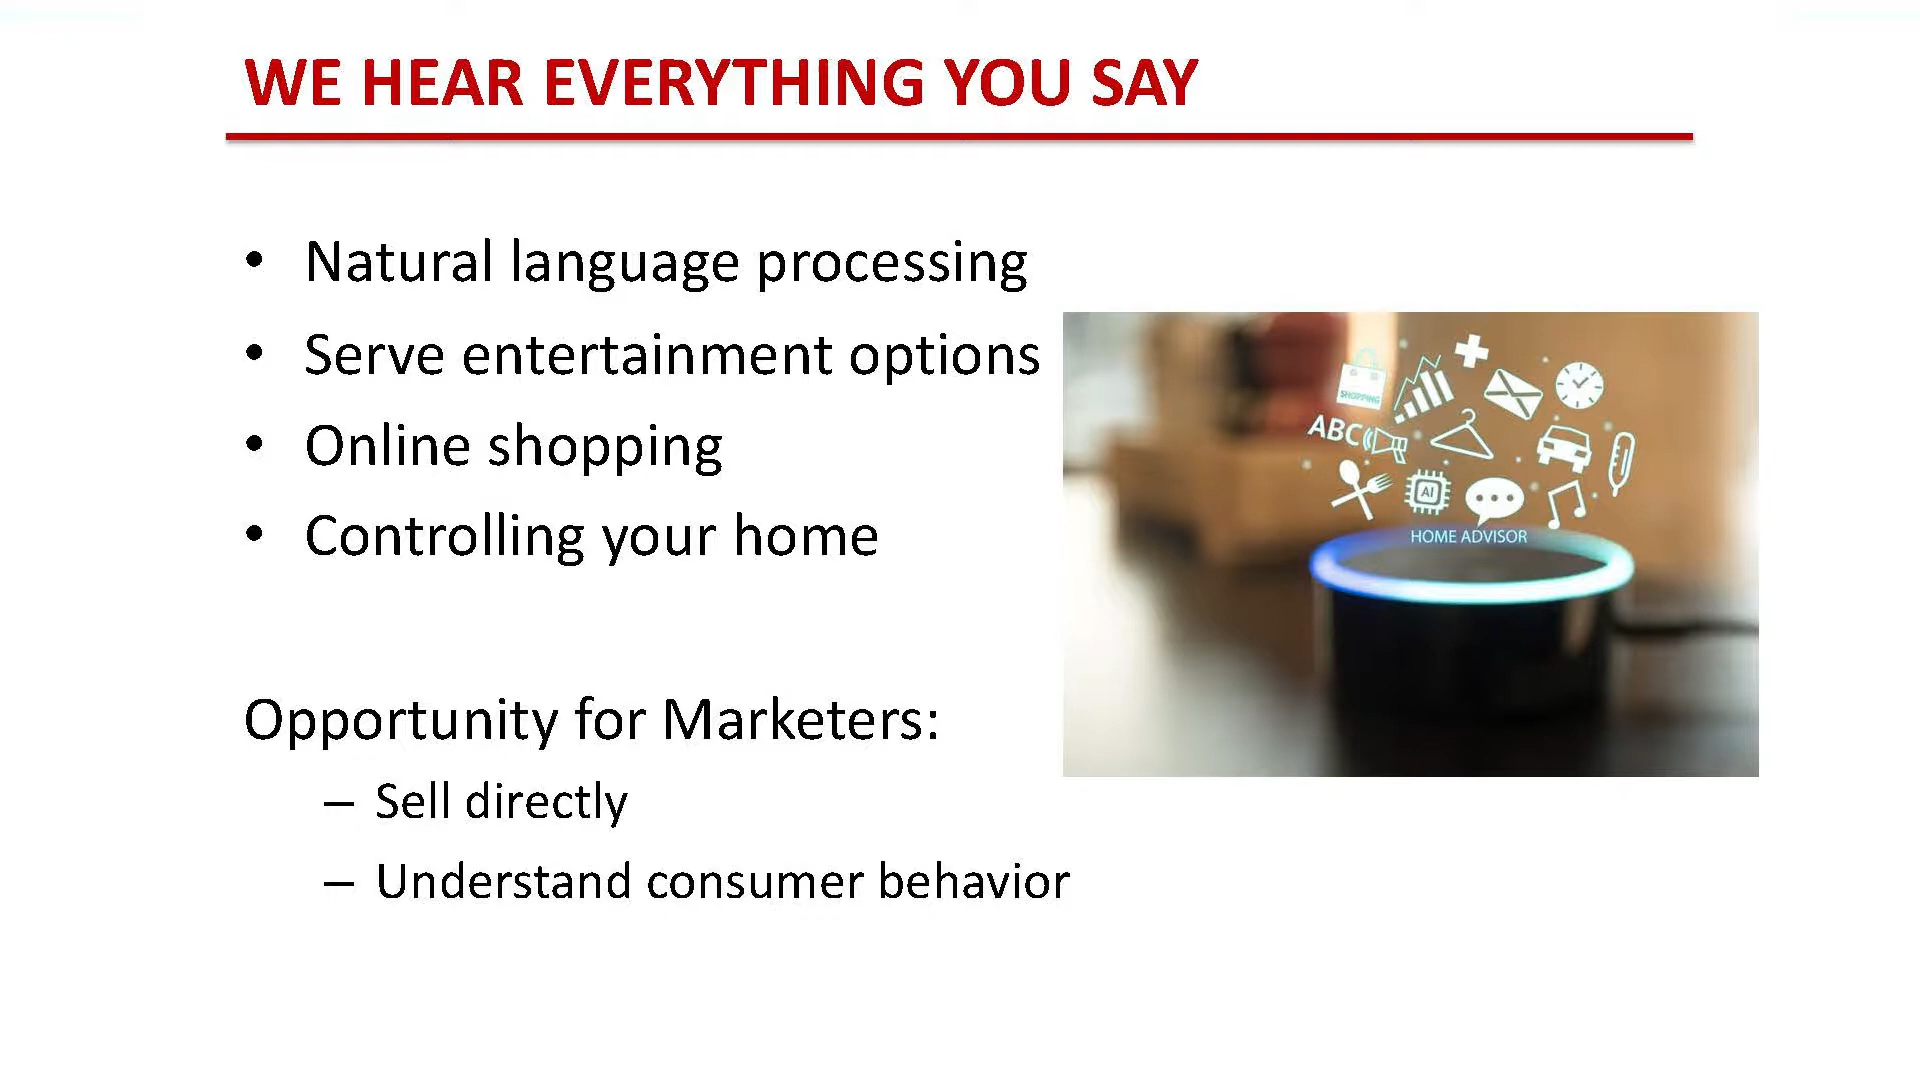 WE HEAR EVERYTHING YOU SAY
• Natural language processing
• Serve entertainment options
• Online shopping
• Controlling your home
Opportunity for Marketers:
– Sell directly
– Understand consumer behavior
SHOPPING
ABC
AI
HOME ADVISOR